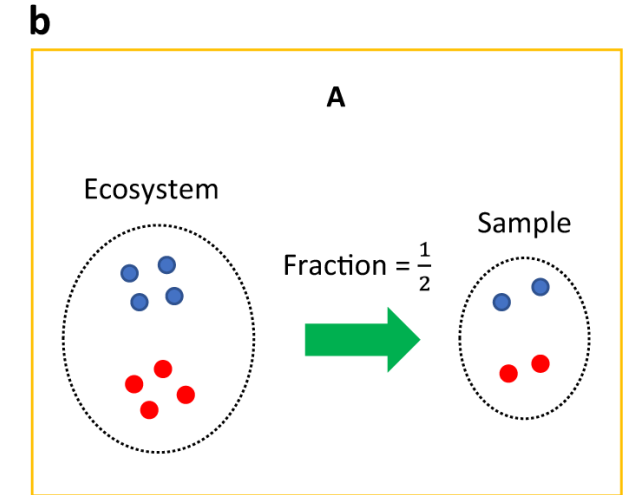 b
A
Ecosystem
Sample
Fraction = 1/2